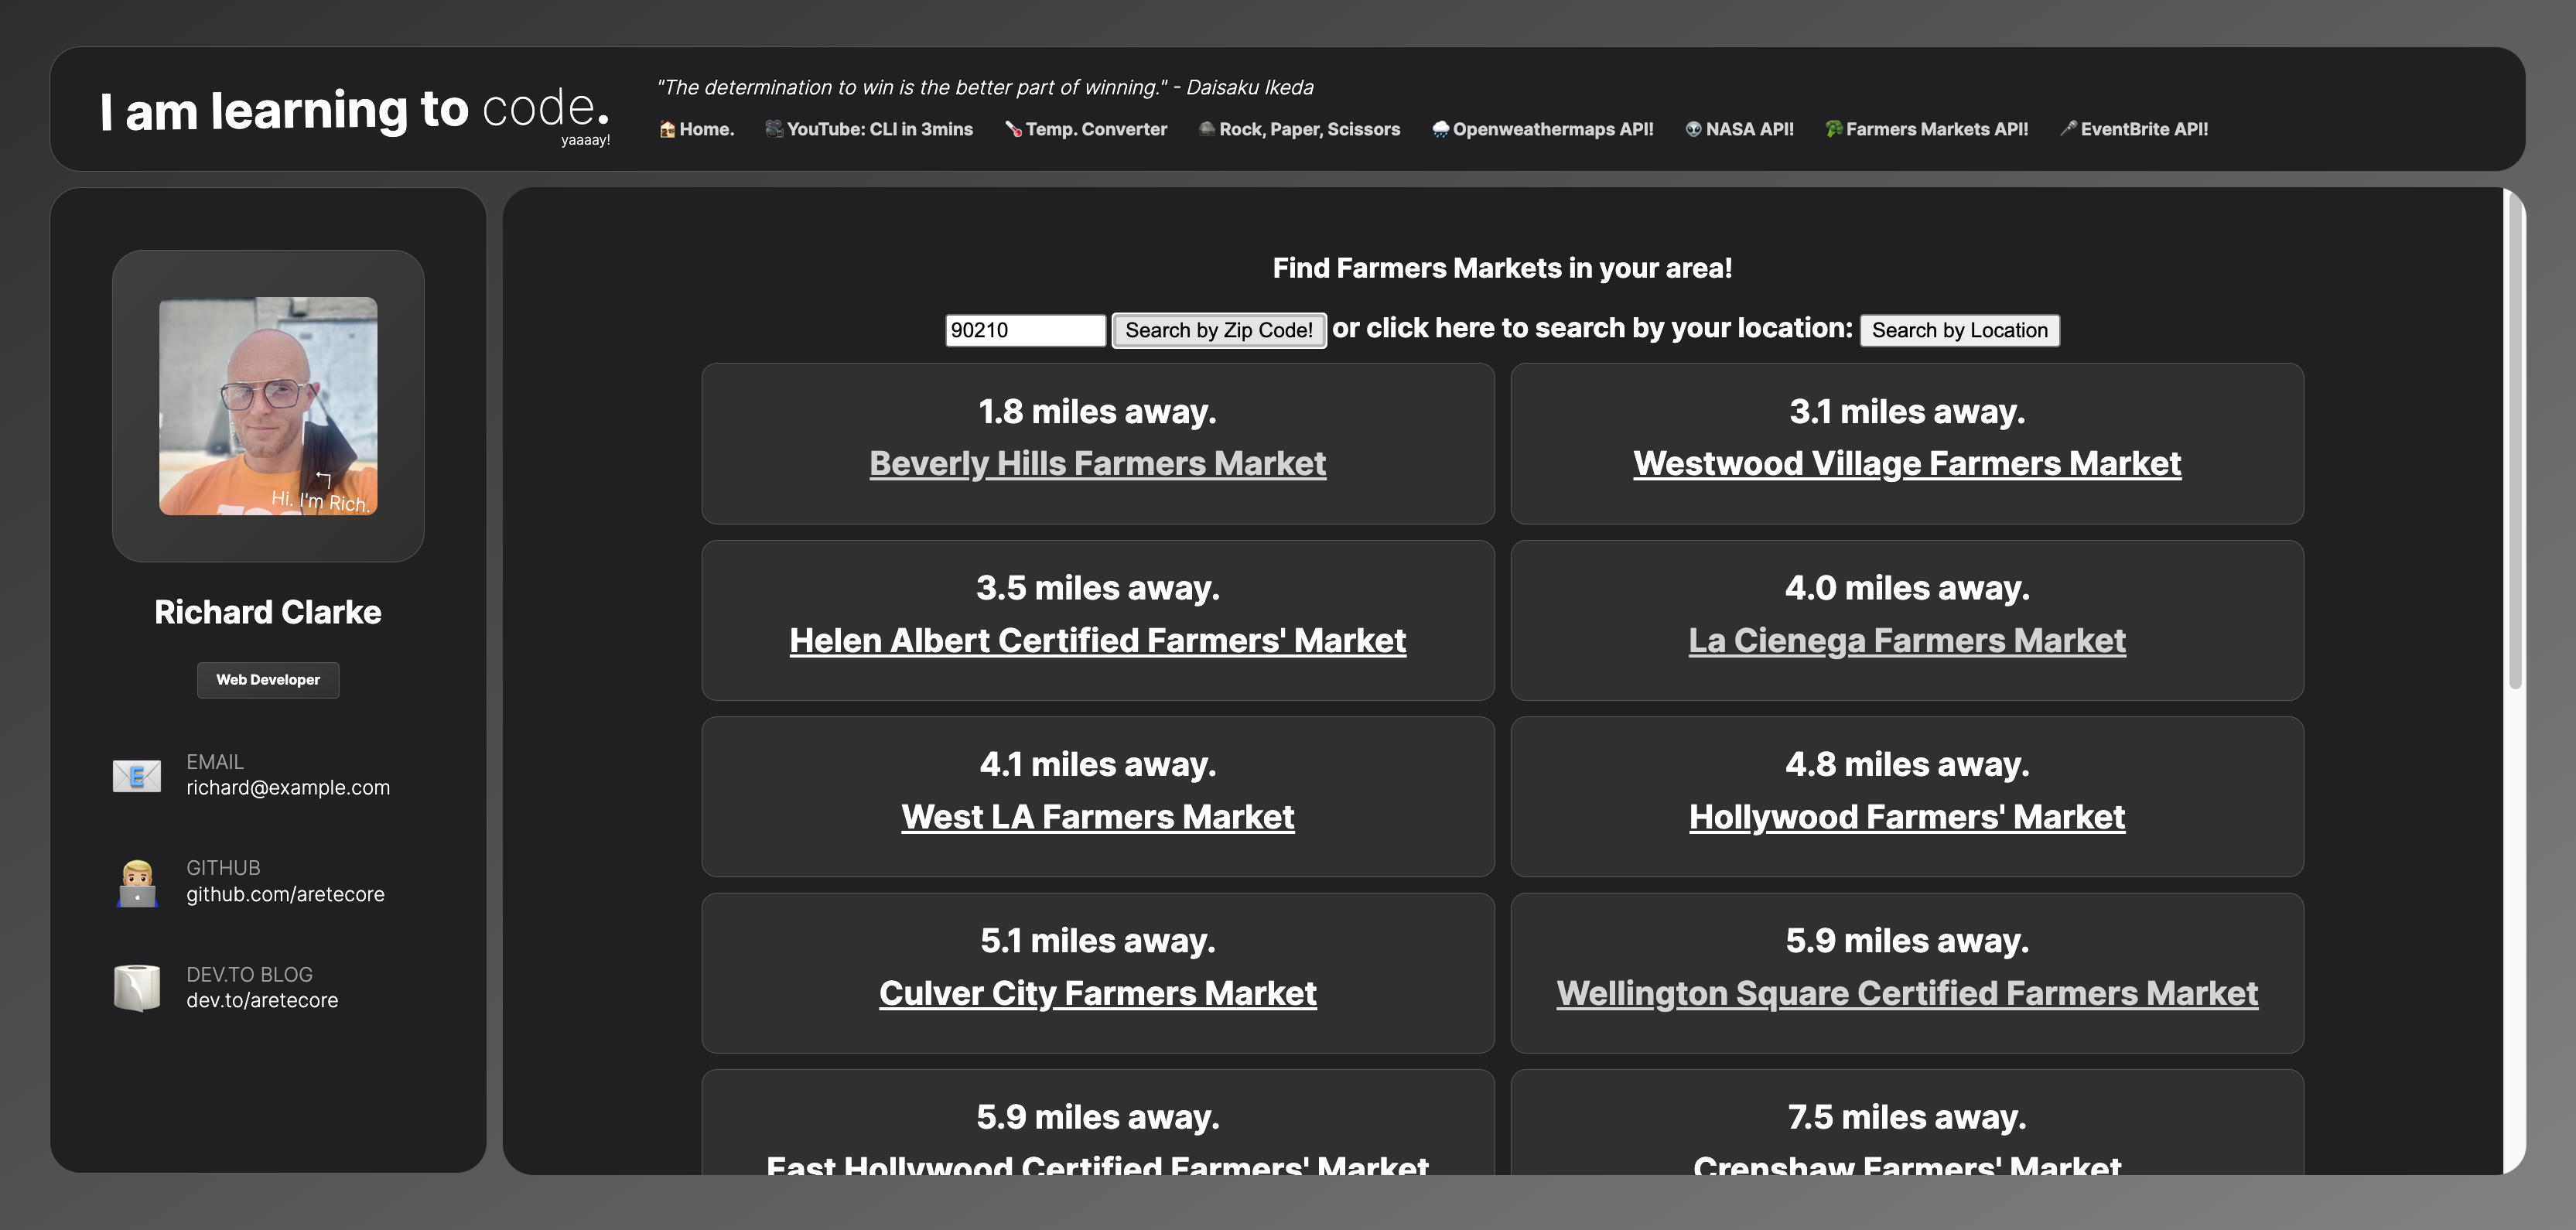 I am learning to code.
yaaaay!
"The determination to win is the better part of winning." - Daisaku Ikeda
Home. YouTube: CLI in 3mins Temp. Converter Rock, Paper, Scissors Openweathermaps API! NASA API! Farmers Markets API! EventBrite API!
Hi. I'm Rich.
Richard Clarke
Web Developer
EMAIL
richard@example.com
GITHUB
github.com/aretecore
DEV.TO BLOG
dev.to/aretecore
Find Farmers Markets in your area!
90210 Search by Zip Code! or click here to search by your location: Search by Location
1.8 miles away.
Beverly Hills Farmers Market
3.1 miles away.
Westwood Village Farmers Market
3.5 miles away.
Helen Albert Certified Farmers' Market
4.0 miles away.
La Cienega Farmers Market
4.1 miles away.
West LA Farmers Market
4.8 miles away.
Hollywood Farmers' Market
5.1 miles away.
Culver City Farmers Market
5.9 miles away.
Wellington Square Certified Farmers Market
5.9 miles away.
East Hollywood Certified Farmers' Market
7.5 miles away.
Crenshaw Farmers' Market